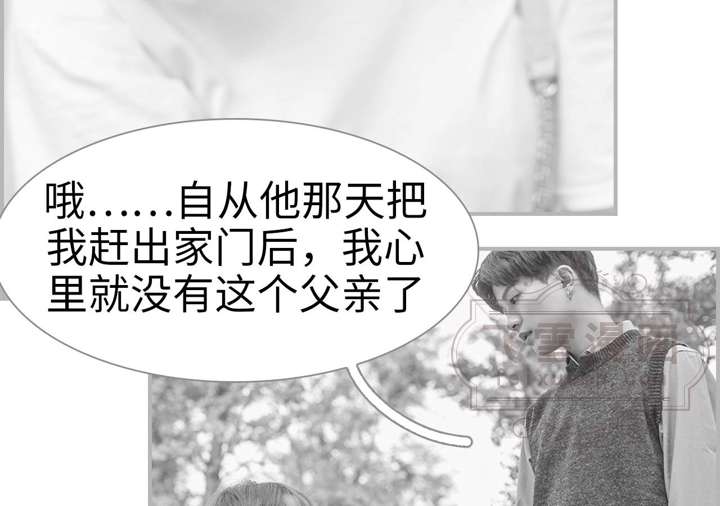 哦……自从他那天把
我赶出家门后，我心
里就没有这个父亲了